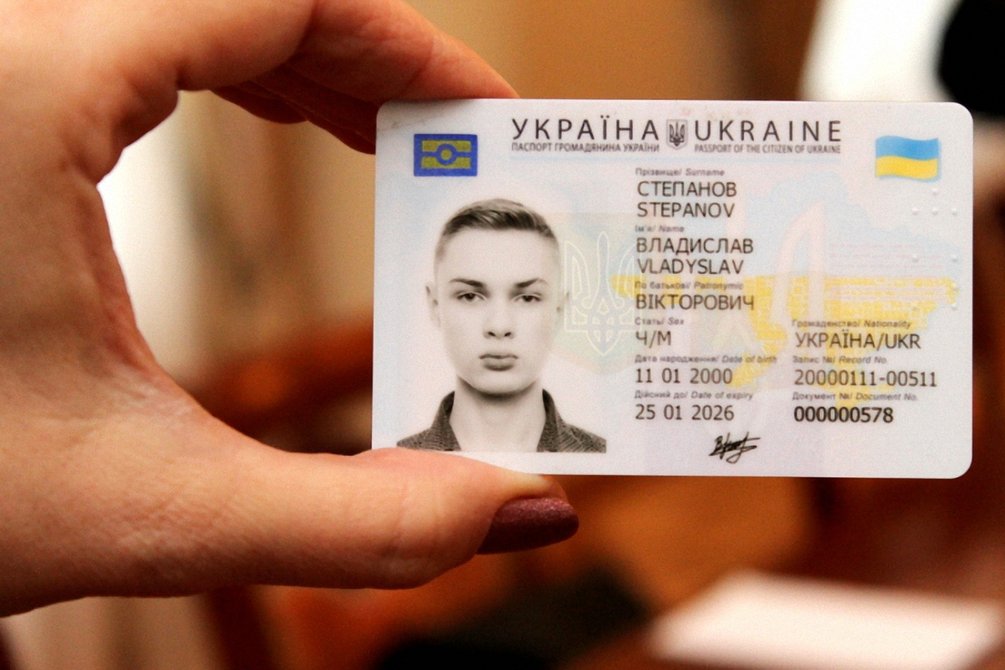 УКРАЇНА UKRAINE
ПАСПОРТ ГРОМАДЯНИНА УКРАЇНИ PASSPORT OF THE CITIZEN OF UKRAINE
Прізвище/ Surname
СТЕПАНОВ
STEPANOV
Ім'я/ Name
ВЛАДИСЛАВ
VLADYSLAV
По батькові/ Patronymic
ВІКТОРОВИЧ
Стать/ Sex Громадянство/ Nationality
Ч/М УКРАЇНА/UKR
Дата народження/ Date of birth Запис №/ Record No.
11 01 2000 20000111-00511
Дійсний до/ Date of expiry Документ №/ Document No.
25 01 2026 000000578